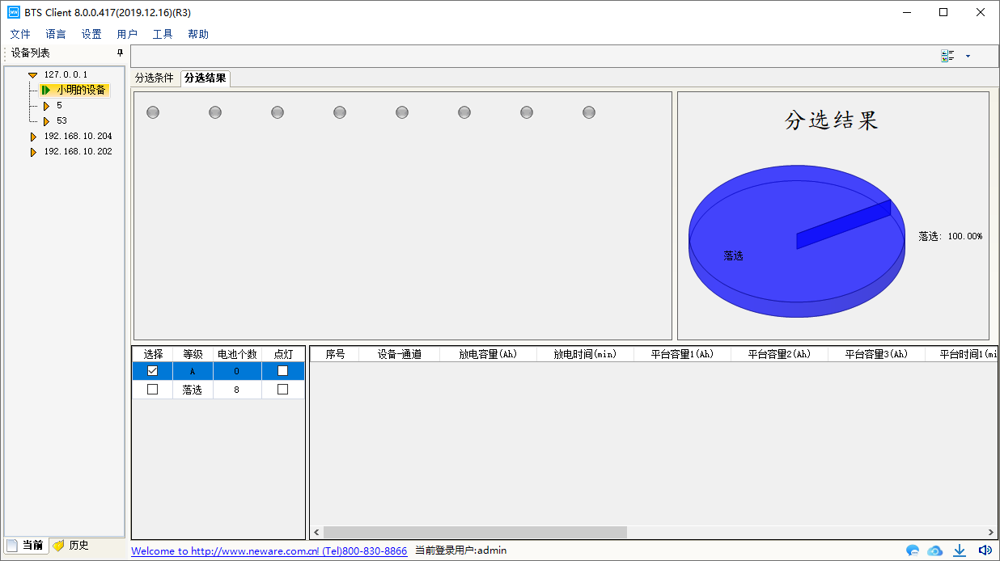 BTS Client 8.0.0.417(2019.12.16)(R3)
文件 语言 设置 用户 工具 帮助
设备列表
127.0.0.1
小明的设备
5
53
192.168.10.204
192.168.10.202
当前 历史
分选条件 分选结果
分选结果
落选
落选: 100.00%
选择 等级 电池个数 点灯
A 0
落选 8
序号 设备-通道 放电容量(Ah) 放电时间(min) 平台容量1(Ah) 平台容量2(Ah) 平台容量3(Ah) 平台时间1(mi
Welcome to http://www.neware.com.cn! (Tel)800-830-8866 当前登录用户:admin